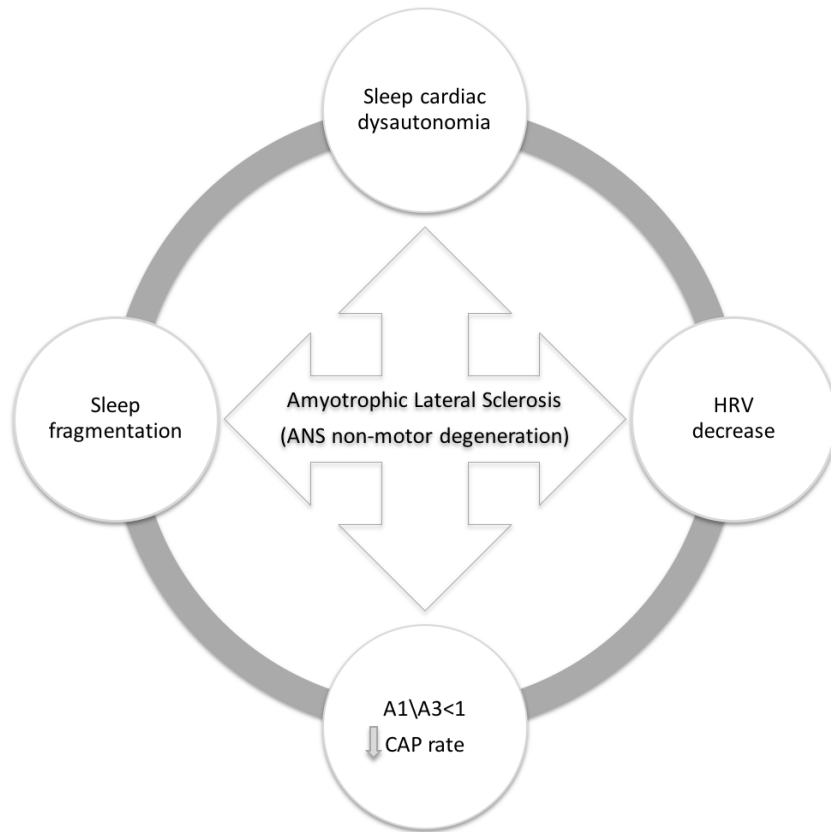 Sleep cardiac
dysautonomia
Sleep
fragmentation
Amyotrophic Lateral Sclerosis
(ANS non-motor degeneration)
HRV
decrease
A1\A3<1
CAP rate